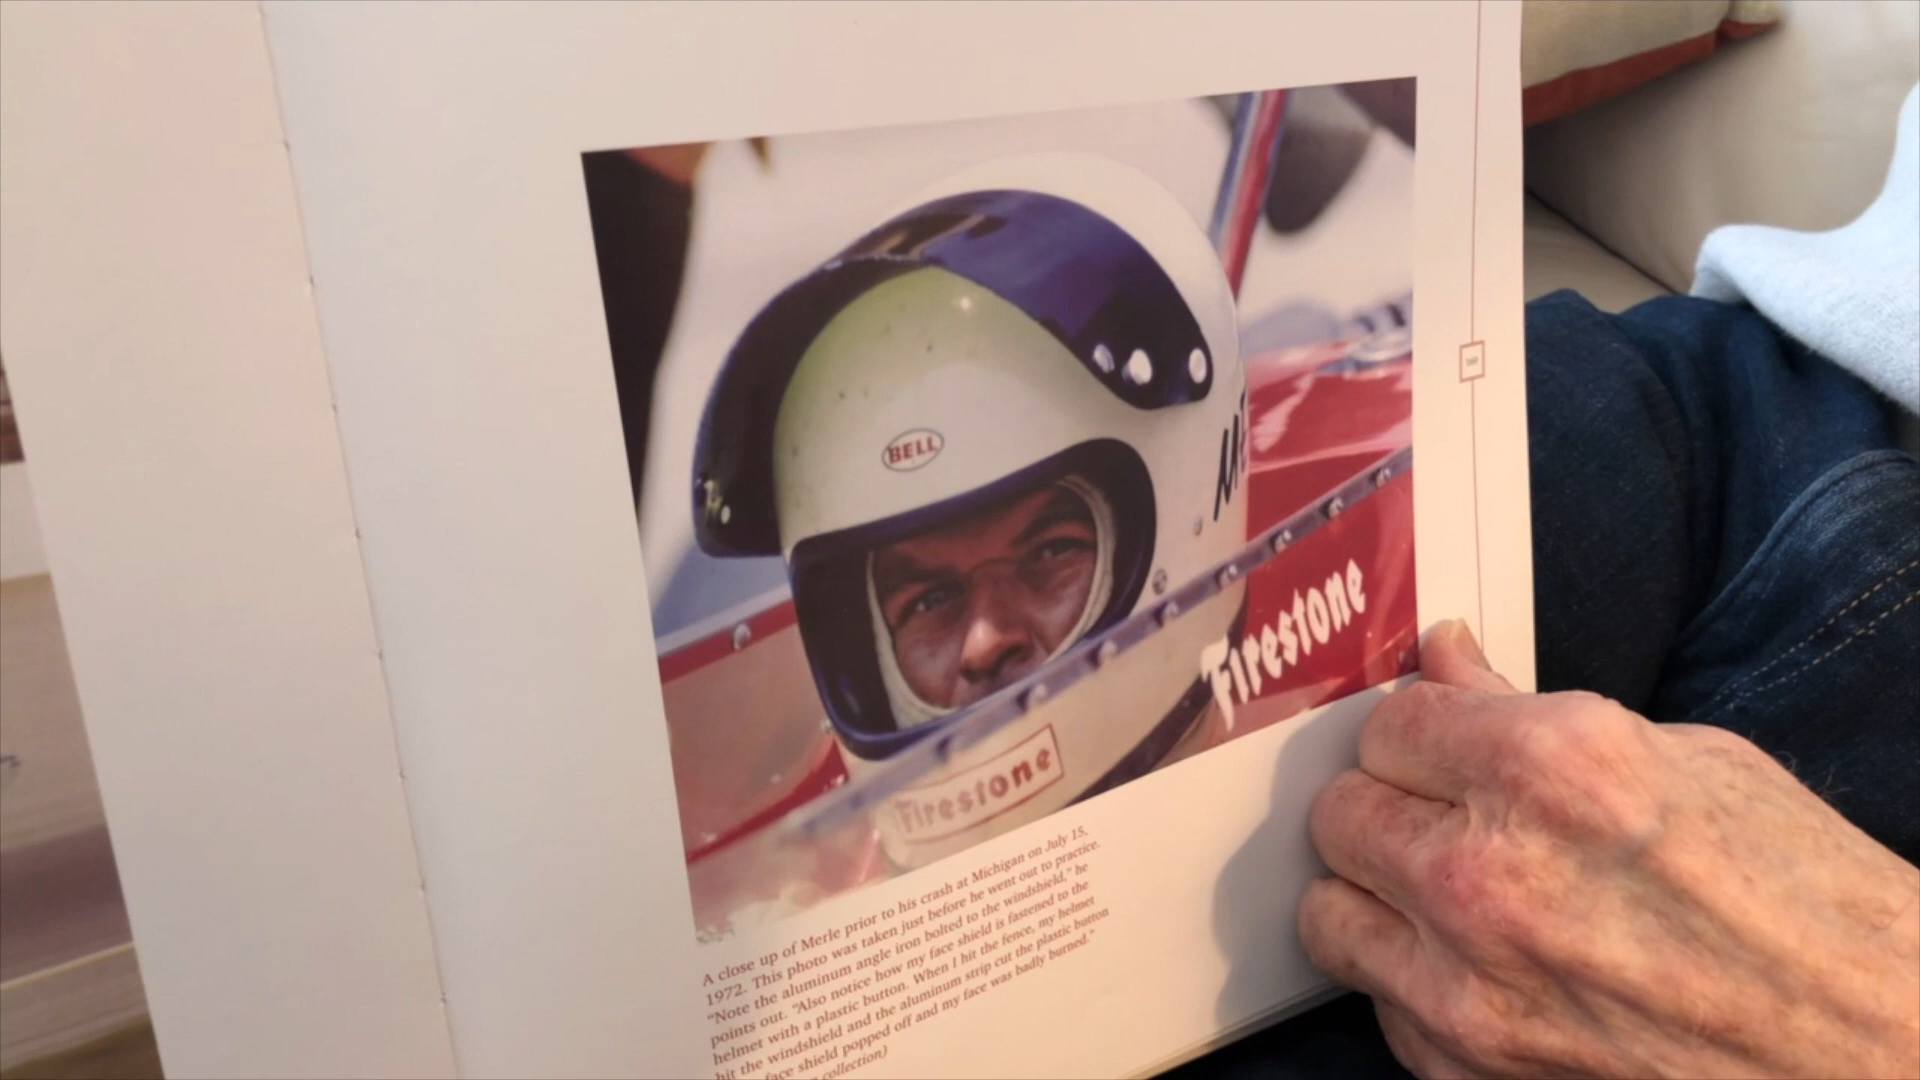 BELL
ME
Firestone
Firestone
A close up of Merle prior to his crash at Michigan on July 15,
1972. This photo was taken just before he went out to practice.
"Note the aluminum angle iron bolted to the windshield," he
points out. "Also notice how my face shield is fastened to the
helmet with a plastic button. When I hit the fence, my helmet
hit the windshield and the aluminum strip cut the plastic button
face shield popped off and my face was badly burned."
collection)